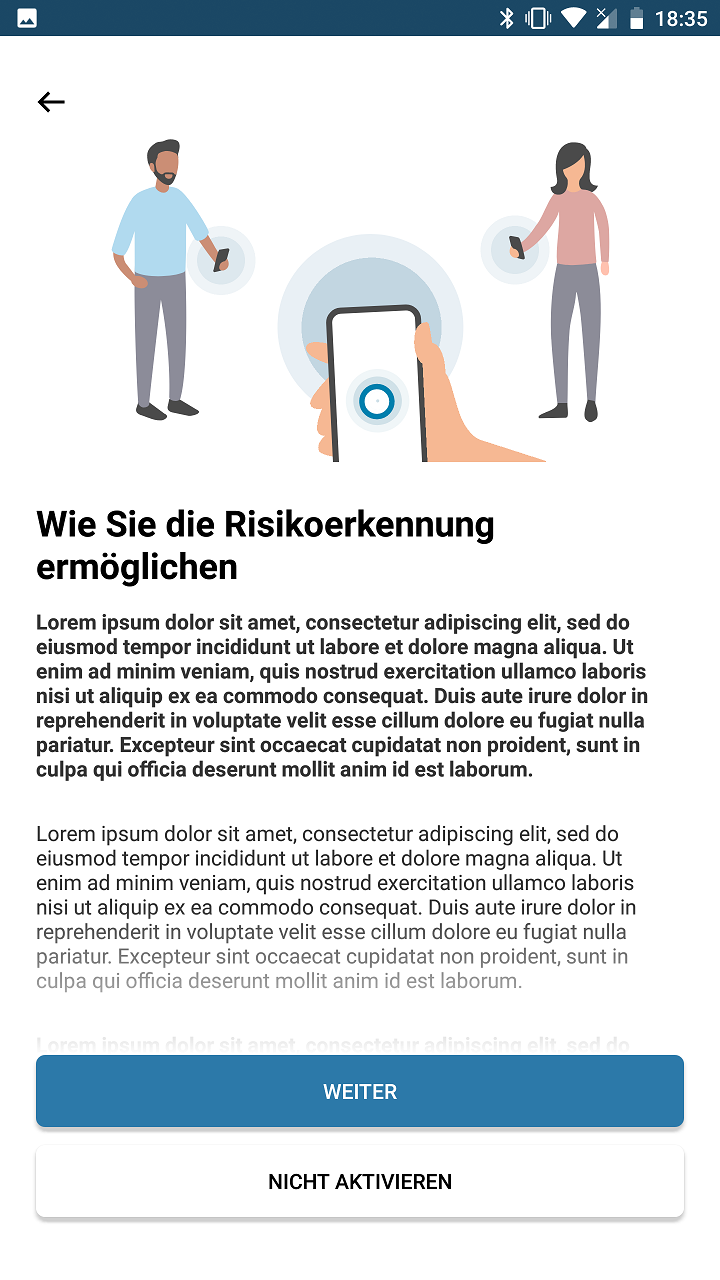 18:35
Wie Sie die Risikoerkennung
ermöglichen
Lorem ipsum dolor sit amet, consectetur adipiscing elit, sed do
eiusmod tempor incididunt ut labore et dolore magna aliqua. Ut
enim ad minim veniam, quis nostrud exercitation ullamco laboris
nisi ut aliquip ex ea commodo consequat. Duis aute irure dolor in
reprehenderit in voluptate velit esse cillum dolore eu fugiat nulla
pariatur. Excepteur sint occaecat cupidatat non proident, sunt in
culpa qui officia deserunt mollit anim id est laborum.
Lorem ipsum dolor sit amet, consectetur adipiscing elit, sed do
eiusmod tempor incididunt ut labore et dolore magna aliqua. Ut
enim ad minim veniam, quis nostrud exercitation ullamco laboris
nisi ut aliquip ex ea commodo consequat. Duis aute irure dolor in
reprehenderit in voluptate velit esse cillum dolore eu fugiat nulla
pariatur. Excepteur sint occaecat cupidatat non proident, sunt in
culpa qui officia deserunt mollit anim id est laborum.
Lorem ipsum dolor sit amet, consectetur adipiscing elit, sed do
WEITER
NICHT AKTIVIEREN